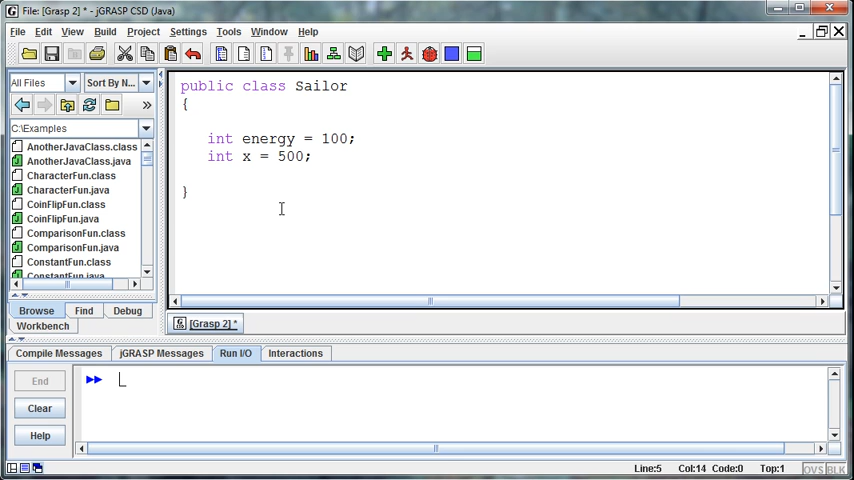 File: [Grasp 2] * - jGRASP CSD (Java)
File Edit View Build Project Settings Tools Window Help
All Files Sort By N...
C:\Examples
AnotherJavaClass.class
AnotherJavaClass.java
CharacterFun.class
CharacterFun.java
CoinFlipFun.class
CoinFlipFun.java
ComparisonFun.class
ComparisonFun.java
ConstantFun.class
ConstantFun.java
Browse Find Debug
Workbench
public class Sailor
{
int energy = 100;
int x = 500;
}
[Grasp 2] *
Compile Messages jGRASP Messages Run I/O Interactions
End
Clear
Help
Line:5 Col:14 Code:0 Top:1 OVS BLK